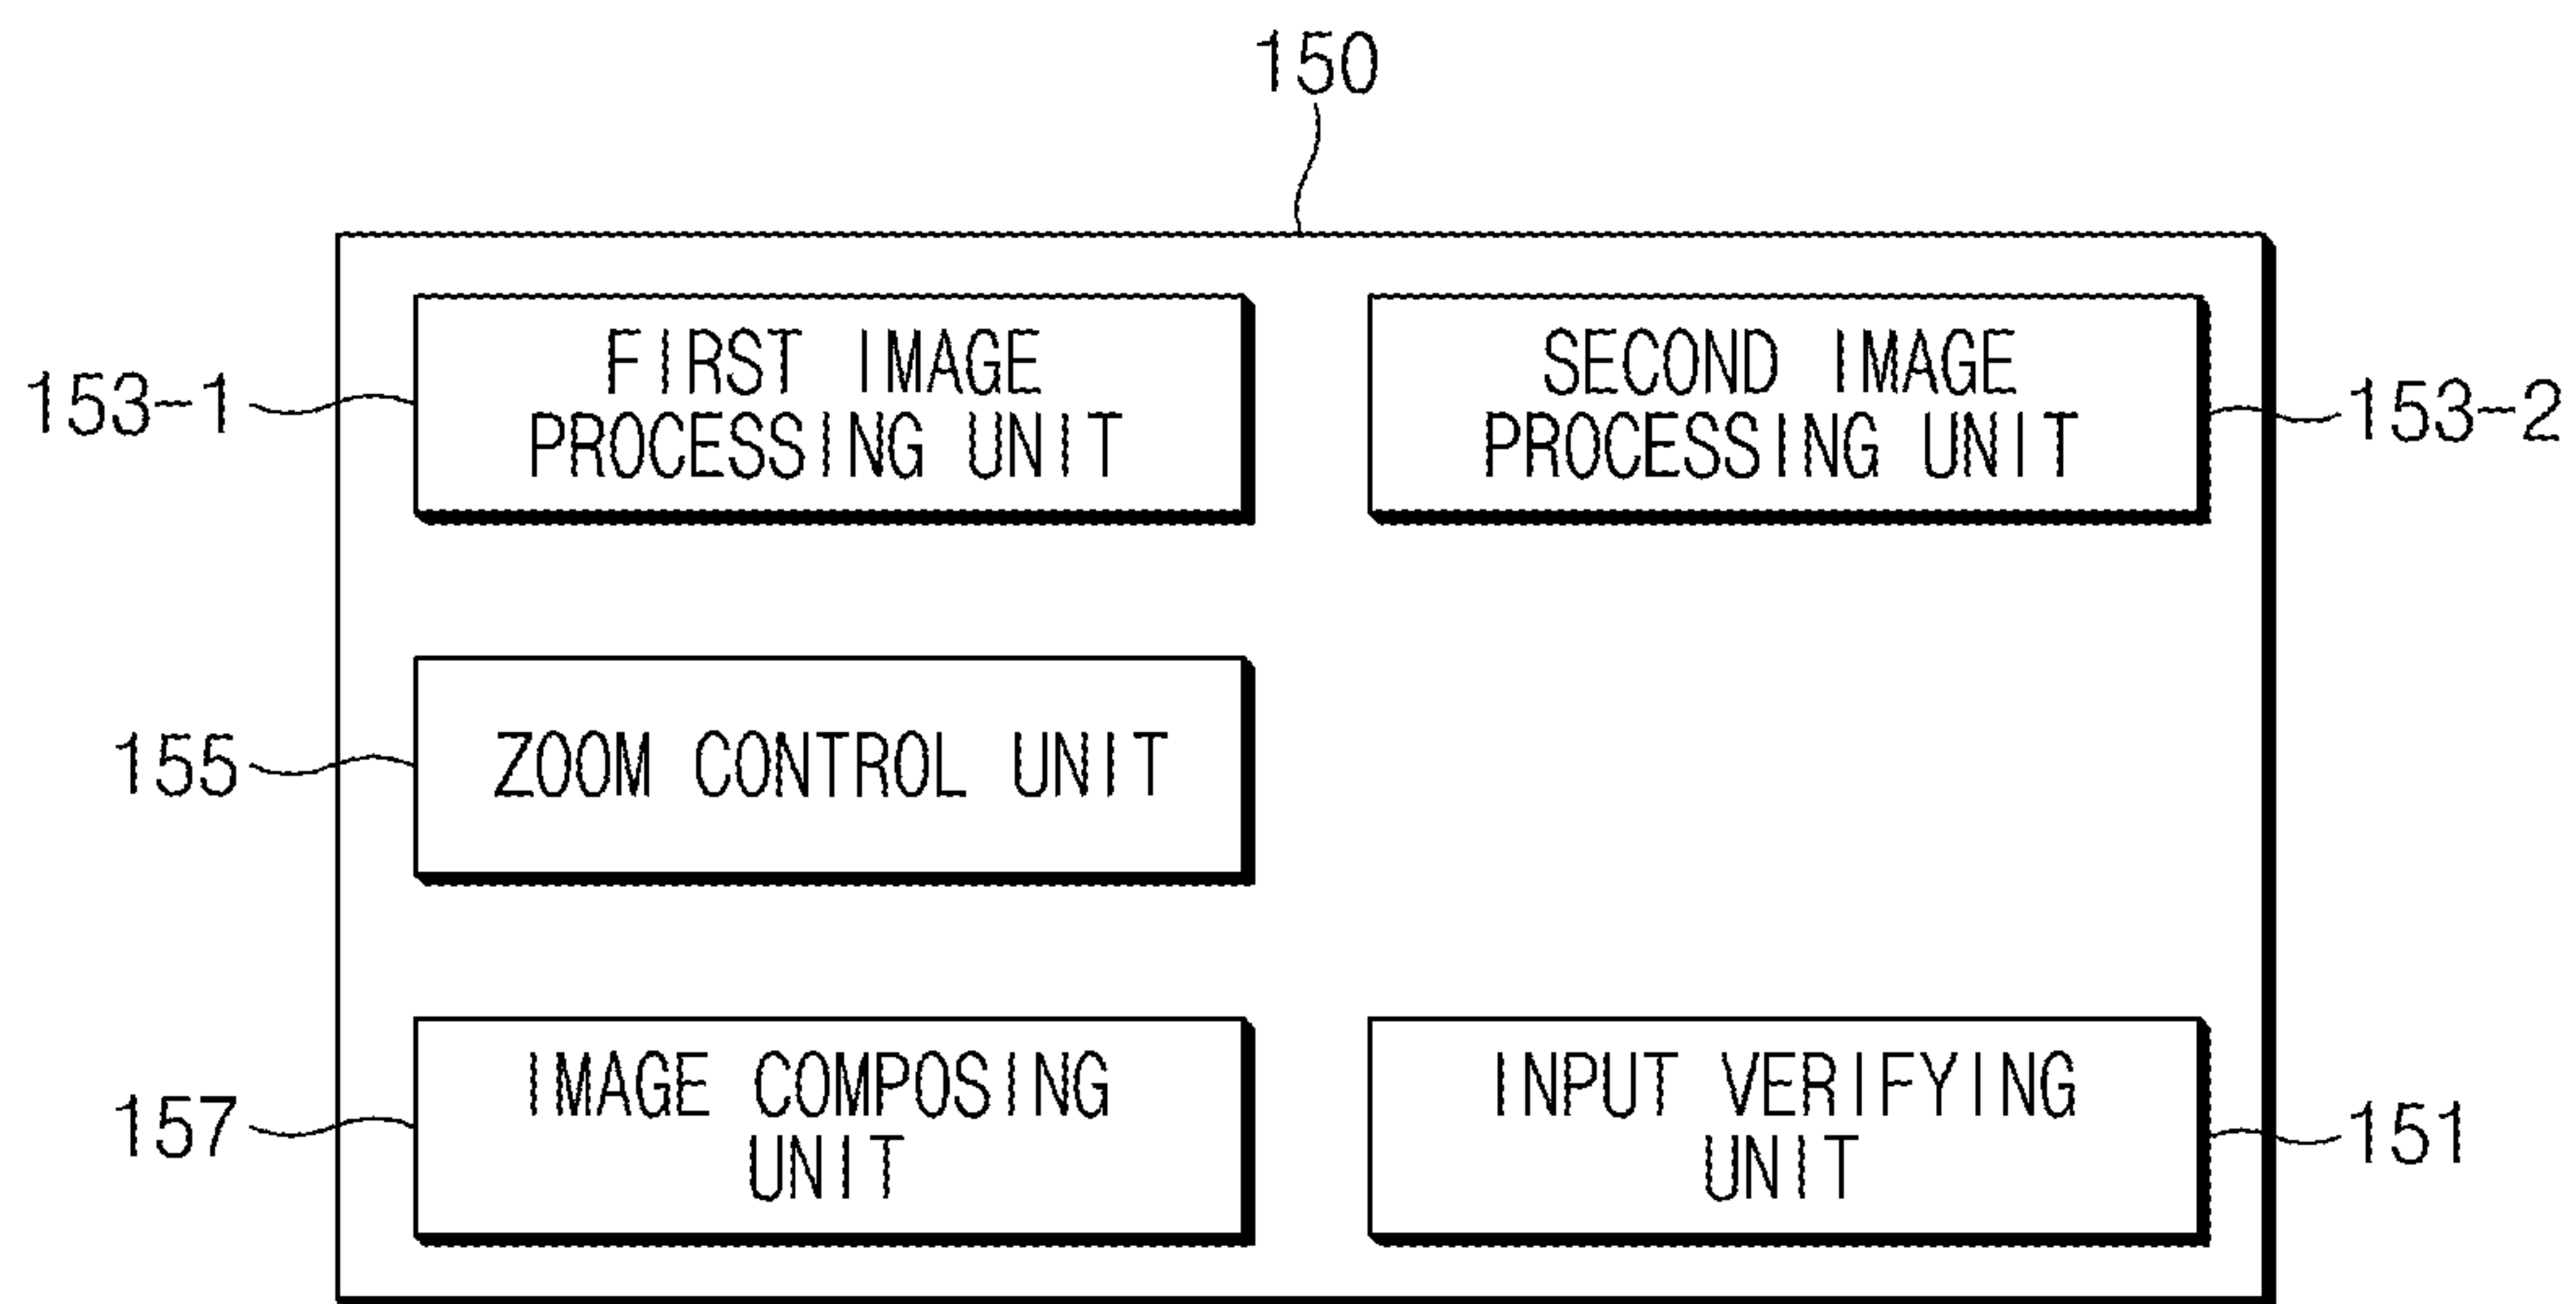 150
FIRST IMAGE
PROCESSING UNIT
SECOND IMAGE
PROCESSING UNIT
153-1
153-2
ZOOM CONTROL UNIT
155
IMAGE COMPOSING
UNIT
INPUT VERIFYING
UNIT
157
151